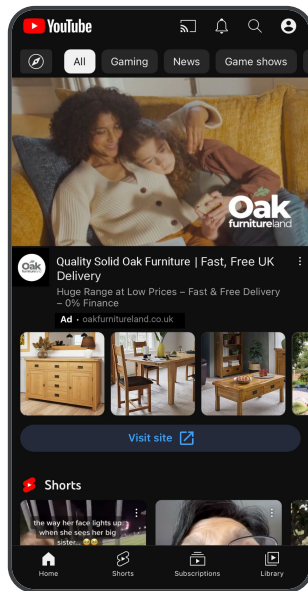 YouTube
All Gaming News Game shows
Oak
furnitureland
Oak
furnitureland
Quality Solid Oak Furniture | Fast, Free UK
Delivery
Huge Range at Low Prices – Fast & Free Delivery
– 0% Finance
Ad • oakfurnitureland.co.uk
Visit site
Shorts
the way her face lights up
when she sees her big
sister... 🥹🥹
Home Shorts Subscriptions Library